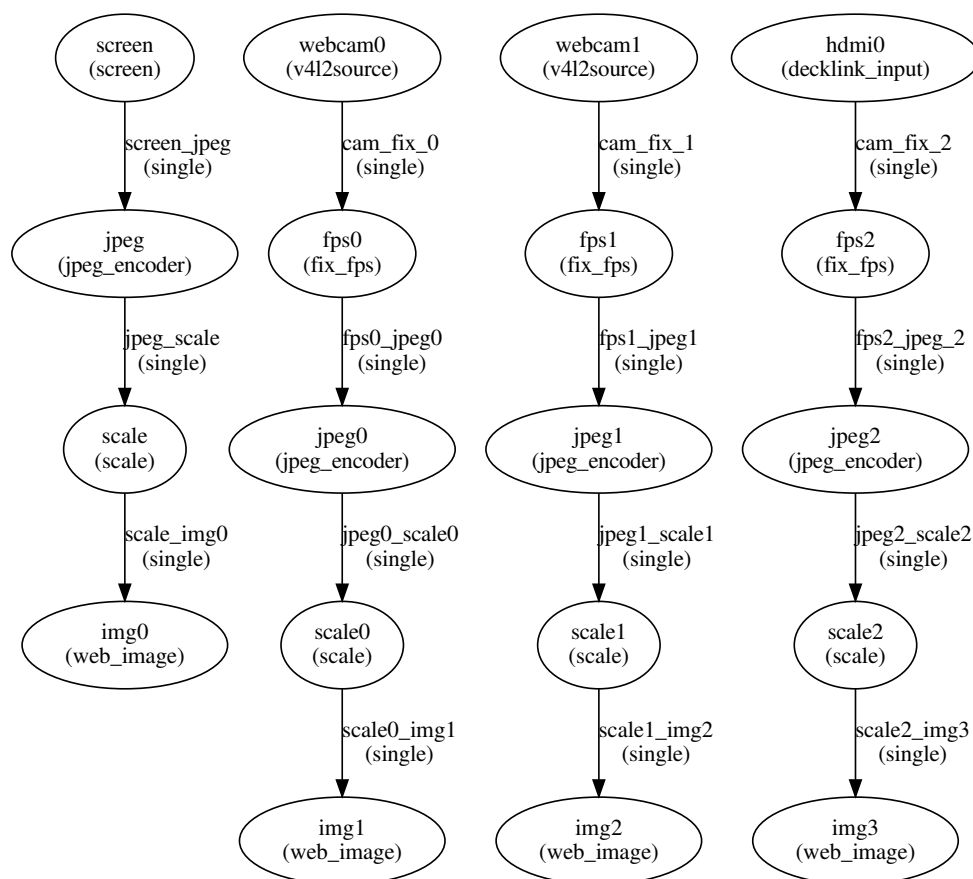 screen
(screen)
webcam0
(v4l2source)
webcam1
(v4l2source)
hdmi0
(decklink_input)
screen_jpeg
(single)
cam_fix_0
(single)
cam_fix_1
(single)
cam_fix_2
(single)
jpeg
(jpeg_encoder)
fps0
(fix_fps)
fps1
(fix_fps)
fps2
(fix_fps)
jpeg_scale
(single)
fps0_jpeg0
(single)
fps1_jpeg1
(single)
fps2_jpeg_2
(single)
scale
(scale)
jpeg0
(jpeg_encoder)
jpeg1
(jpeg_encoder)
jpeg2
(jpeg_encoder)
scale_img0
(single)
jpeg0_scale0
(single)
jpeg1_scale1
(single)
jpeg2_scale2
(single)
img0
(web_image)
scale0
(scale)
scale1
(scale)
scale2
(scale)
scale0_img1
(single)
scale1_img2
(single)
scale2_img3
(single)
img1
(web_image)
img2
(web_image)
img3
(web_image)